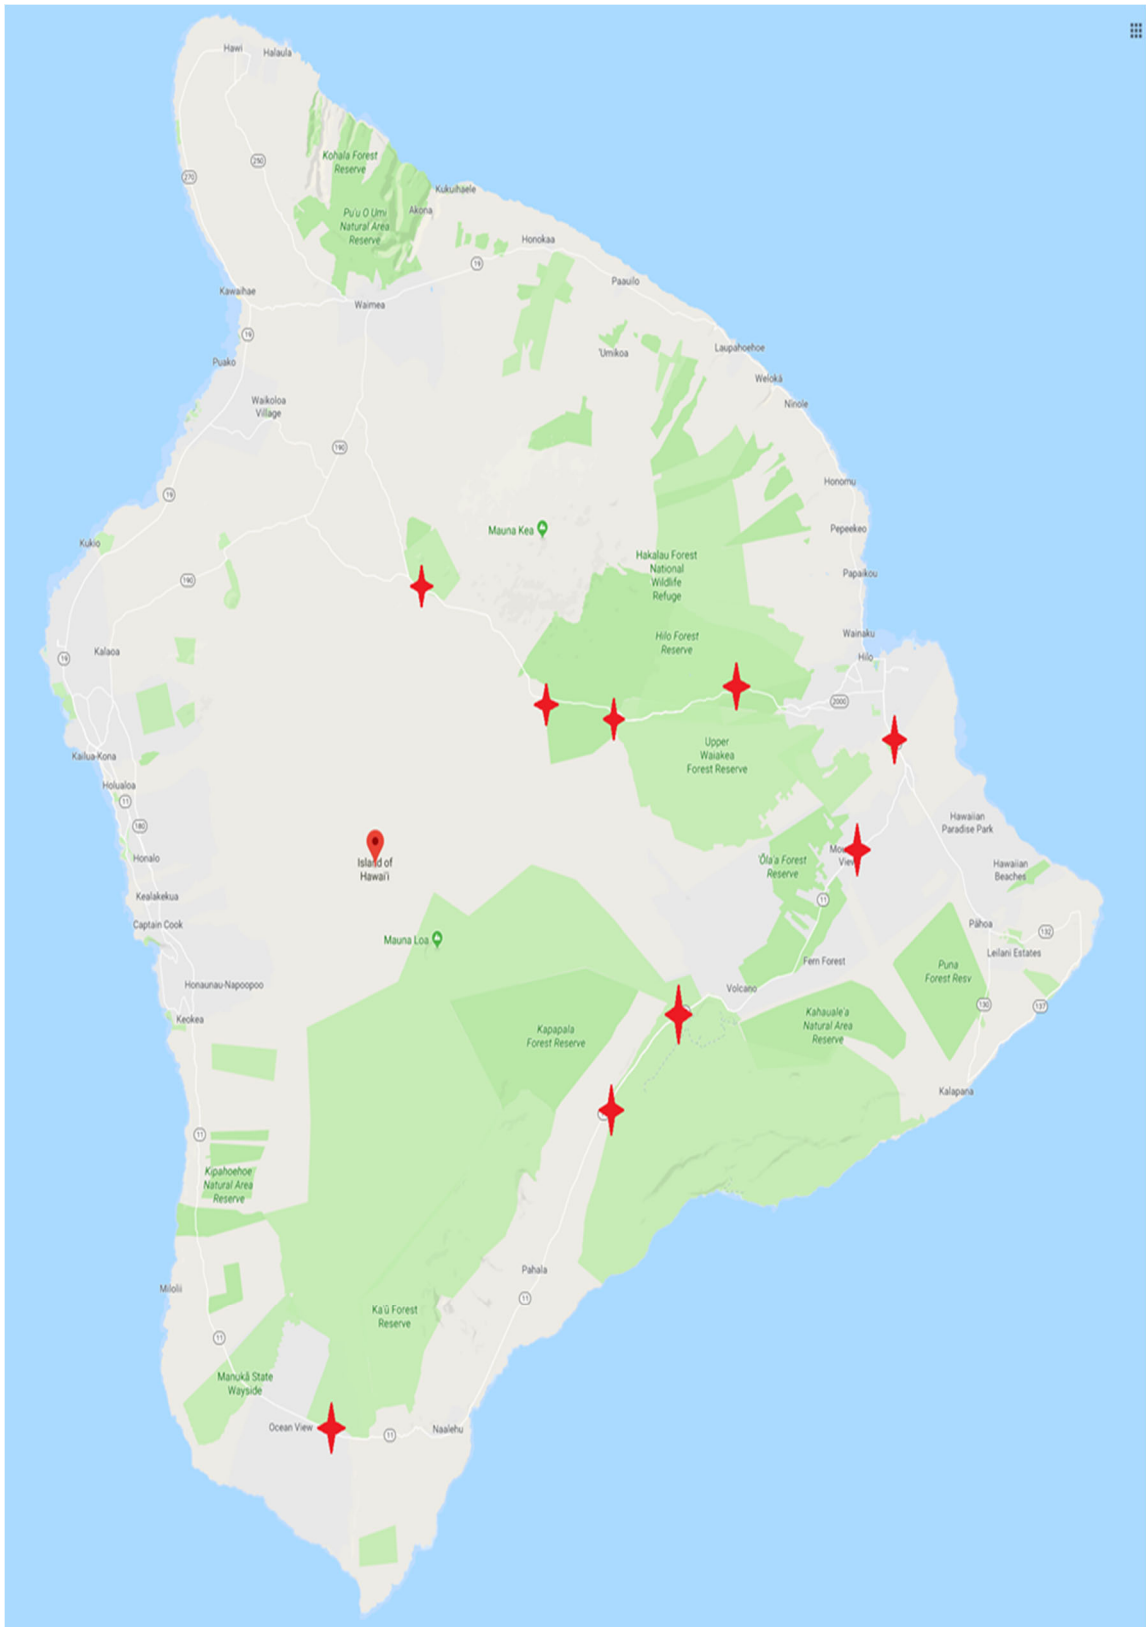 Hawi
Halaula
250
270
Kohala Forest
Reserve
Pu'u O Umi
Natural Area
Reserve
Kukuihaele
Akona
Honokaa
19
Paauilo
Kawaihae
Waimea
19
Puako
'Umikoa
Laupahoehoe
Weloka
Ninole
Waikoloa
Village
190
19
Honomu
Mauna Kea
Pepeekeo
Kukio
Hakalau Forest
National
Wildlife
Refuge
190
Papaikou
Hilo Forest
Reserve
Wainaku
Hilo
19
Kalaoa
2000
Upper
Waiakea
Forest Reserve
Kailua-Kona
Holualoa
11
180
Hawaiian
Paradise Park
Island of
Hawai'i
Honalo
'Ōla'a Forest
Reserve
Hawaiian
Beaches
Kealakekua
11
Captain Cook
Pāhoa
132
Mauna Loa
Leilani Estates
Fern Forest
Puna
Forest Resv
Honaunau-Napoopoo
Volcano
130
137
Keokea
Kapapala
Forest Reserve
Kahauale'a
Natural Area
Reserve
Kalapana
11
Kipahoehoe
Natural Area
Reserve
Pahala
Milolii
11
Ka'ū Forest
Reserve
11
Manukā State
Wayside
Ocean View
11
Naalehu